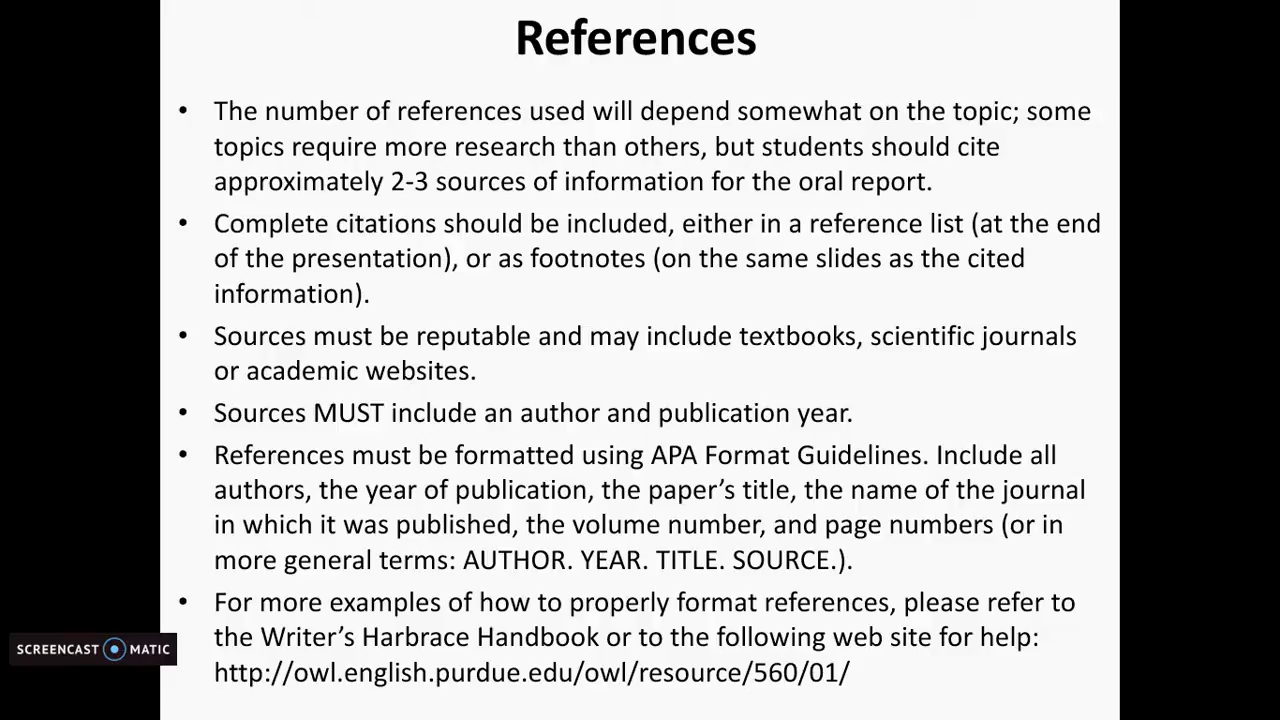 References
• The number of references used will depend somewhat on the topic; some
topics require more research than others, but students should cite
approximately 2-3 sources of information for the oral report.
• Complete citations should be included, either in a reference list (at the end
of the presentation), or as footnotes (on the same slides as the cited
information).
• Sources must be reputable and may include textbooks, scientific journals
or academic websites.
• Sources MUST include an author and publication year.
• References must be formatted using APA Format Guidelines. Include all
authors, the year of publication, the paper’s title, the name of the journal
in which it was published, the volume number, and page numbers (or in
more general terms: AUTHOR. YEAR. TITLE. SOURCE.).
• For more examples of how to properly format references, please refer to
the Writer’s Harbrace Handbook or to the following web site for help:
http://owl.english.purdue.edu/owl/resource/560/01/
SCREENCAST MATIC